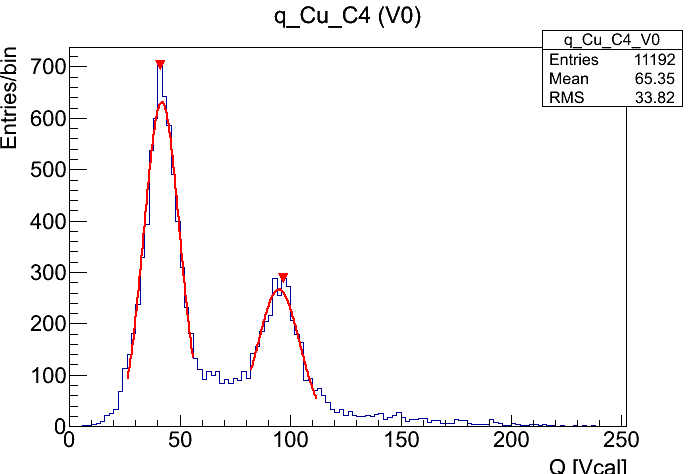 q_Cu_C4 (V0)
q_Cu_C4_V0
Entries 11192
Mean 65.35
RMS 33.82
Entries/bin
700
600
500
400
300
200
100
0
0 50 100 150 200 250
Q [Vcal]